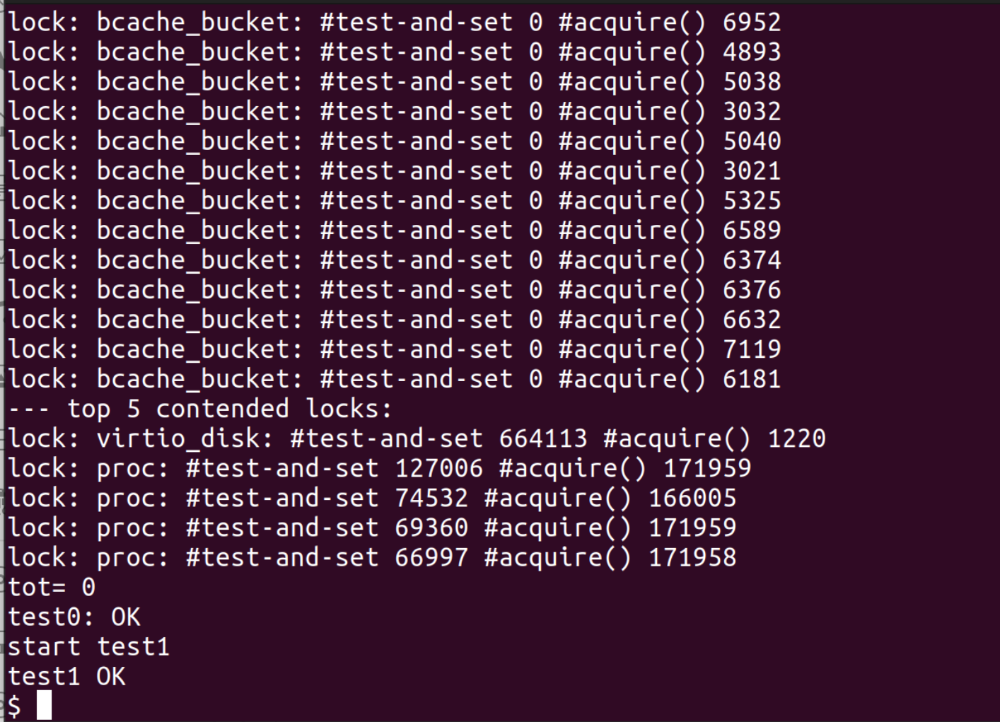 lock: bcache_bucket: #test-and-set 0 #acquire() 6952
lock: bcache_bucket: #test-and-set 0 #acquire() 4893
lock: bcache_bucket: #test-and-set 0 #acquire() 5038
lock: bcache_bucket: #test-and-set 0 #acquire() 3032
lock: bcache_bucket: #test-and-set 0 #acquire() 5040
lock: bcache_bucket: #test-and-set 0 #acquire() 3021
lock: bcache_bucket: #test-and-set 0 #acquire() 5325
lock: bcache_bucket: #test-and-set 0 #acquire() 6589
lock: bcache_bucket: #test-and-set 0 #acquire() 6374
lock: bcache_bucket: #test-and-set 0 #acquire() 6376
lock: bcache_bucket: #test-and-set 0 #acquire() 6632
lock: bcache_bucket: #test-and-set 0 #acquire() 7119
lock: bcache_bucket: #test-and-set 0 #acquire() 6181
--- top 5 contended locks:
lock: virtio_disk: #test-and-set 664113 #acquire() 1220
lock: proc: #test-and-set 127006 #acquire() 171959
lock: proc: #test-and-set 74532 #acquire() 166005
lock: proc: #test-and-set 69360 #acquire() 171959
lock: proc: #test-and-set 66997 #acquire() 171958
tot= 0
test0: OK
start test1
test1 OK
$